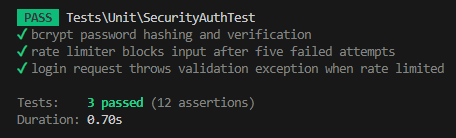 PASS Tests\Unit\SecurityAuthTest
✓ bcrypt password hashing and verification
✓ rate limiter blocks input after five failed attempts
✓ login request throws validation exception when rate limited
Tests: 3 passed (12 assertions)
Duration: 0.70s